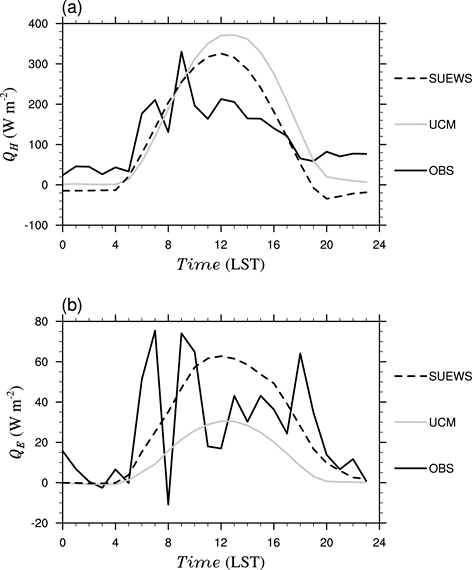 (a)
400
300
200
100
0
-100
Q_H (W m^-2)
0 4 8 12 16 20 24
Time (LST)
SUEWS
UCM
OBS
(b)
80
60
40
20
0
-20
Q_E (W m^-2)
0 4 8 12 16 20 24
Time (LST)
SUEWS
UCM
OBS